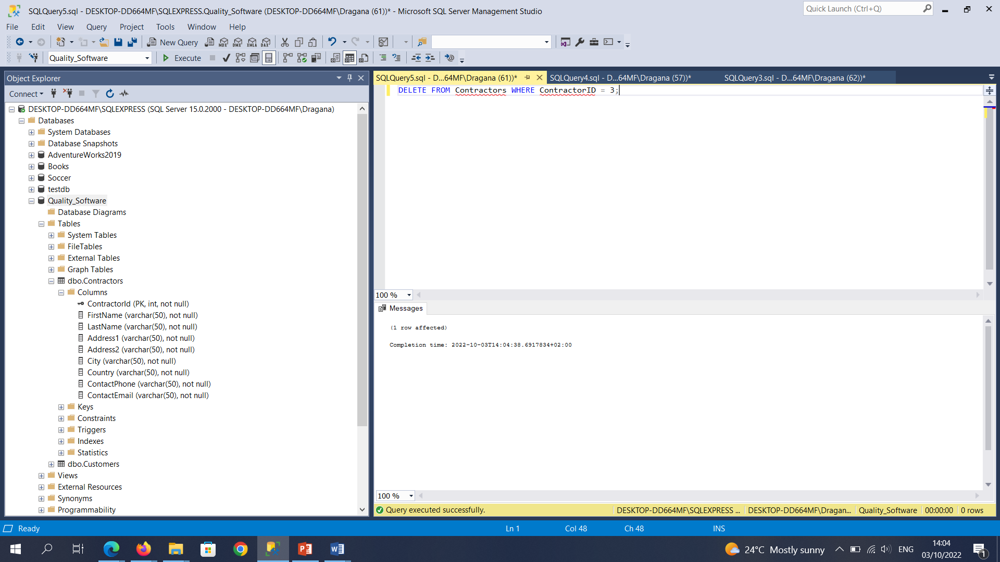 SQLQuery5.sql - DESKTOP-DD664MF\SQLEXPRESS.Quality_Software (DESKTOP-DD664MF\Dragana (61))* - Microsoft SQL Server Management Studio
Quick Launch (Ctrl+Q)
File Edit View Query Project Tools Window Help
New Query MDX DMX XMLA DAX
Quality_Software Execute
Object Explorer
Connect
DESKTOP-DD664MF\SQLEXPRESS (SQL Server 15.0.2000 - DESKTOP-DD664MF\Dragana)
Databases
System Databases
Database Snapshots
AdventureWorks2019
Books
Soccer
testdb
Quality_Software
Database Diagrams
Tables
System Tables
FileTables
External Tables
Graph Tables
dbo.Contractors
Columns
ContractorId (PK, int, not null)
FirstName (varchar(50), not null)
LastName (varchar(50), not null)
Address1 (varchar(50), not null)
Address2 (varchar(50), not null)
City (varchar(50), not null)
Country (varchar(50), not null)
ContactPhone (varchar(50), not null)
ContactEmail (varchar(50), not null)
Keys
Constraints
Triggers
Indexes
Statistics
dbo.Customers
Views
External Resources
Synonyms
Programmability
SQLQuery5.sql - D...64MF\Dragana (61))* SQLQuery4.sql - D...64MF\Dragana (57))* SQLQuery3.sql - D...64MF\Dragana (62))*
DELETE FROM Contractors WHERE ContractorID = 3;
100 %
Messages
(1 row affected)
Completion time: 2022-10-03T14:04:38.6917834+02:00
100 %
Query executed successfully. DESKTOP-DD664MF\SQLEXPRESS ... DESKTOP-DD664MF\Dragan... Quality_Software 00:00:00 0 rows
Ready Ln 1 Col 48 Ch 48 INS
24°C Mostly sunny ENG 14:04
03/10/2022 1